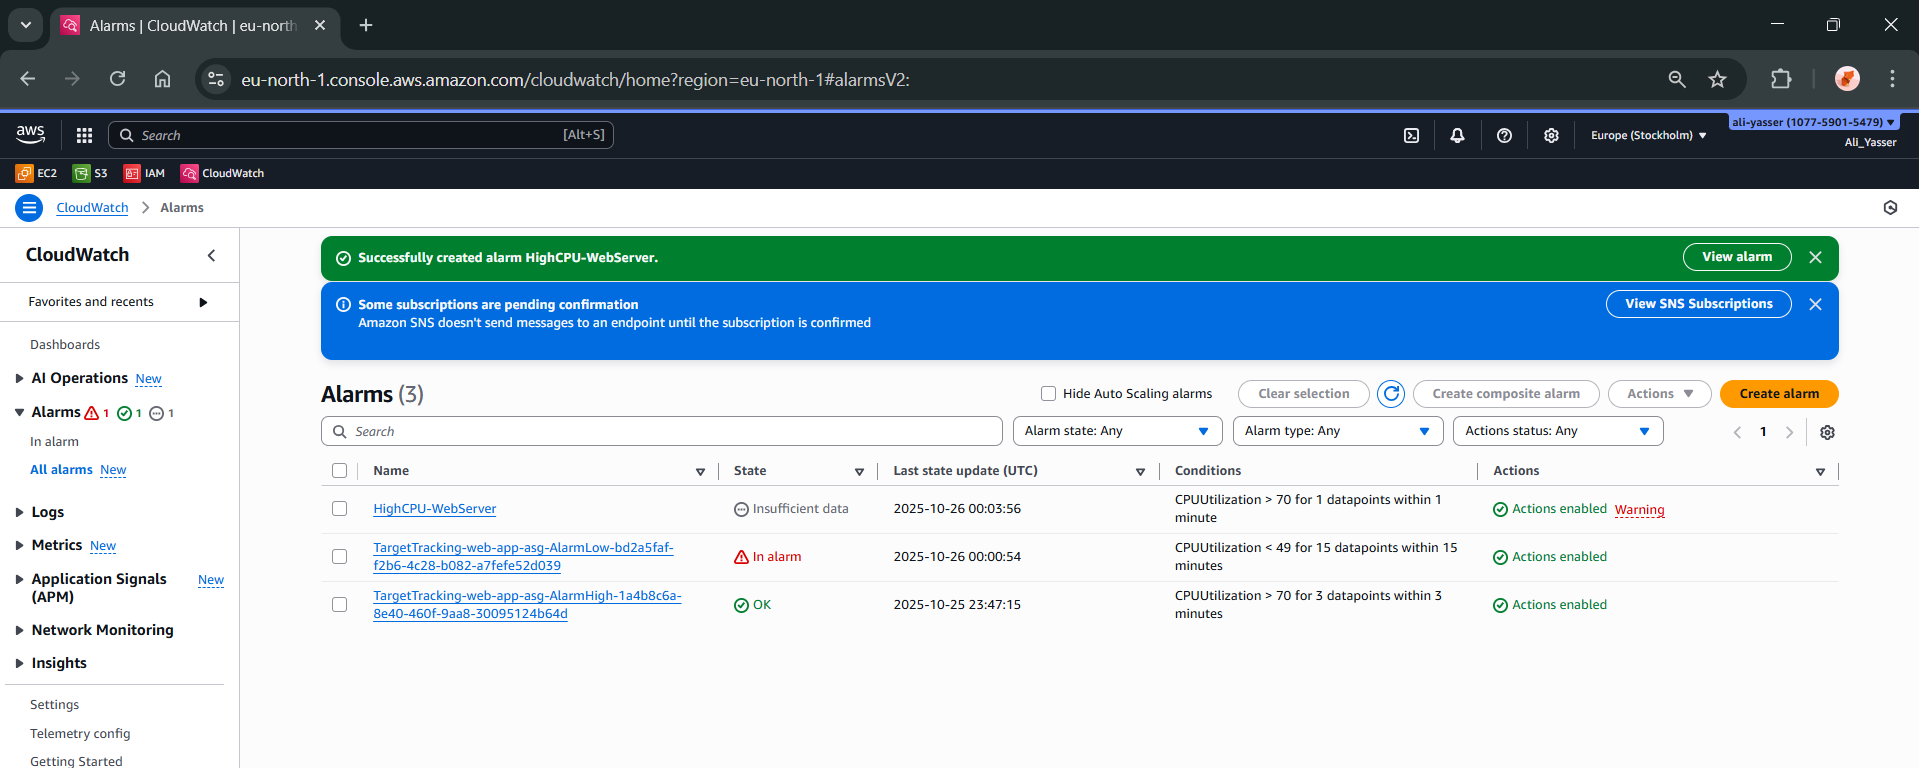 Alarms | CloudWatch | eu-north
eu-north-1.console.aws.amazon.com/cloudwatch/home?region=eu-north-1#alarmsV2:
aws
Search
[Alt+S]
Europe (Stockholm)
ali-yasser (1077-5901-5479)
Ali_Yasser
EC2
S3
IAM
CloudWatch
CloudWatch
Alarms
CloudWatch
Favorites and recents
Dashboards
AI Operations New
Alarms 1 1 1
In alarm
All alarms New
Logs
Metrics New
Application Signals New
(APM)
Network Monitoring
Insights
Settings
Telemetry config
Getting Started
Successfully created alarm HighCPU-WebServer.
View alarm
Some subscriptions are pending confirmation
Amazon SNS doesn't send messages to an endpoint until the subscription is confirmed
View SNS Subscriptions
Alarms (3)
Hide Auto Scaling alarms
Clear selection
Create composite alarm
Actions
Create alarm
Search
Alarm state: Any
Alarm type: Any
Actions status: Any
1
Name
State
Last state update (UTC)
Conditions
Actions
HighCPU-WebServer
Insufficient data
2025-10-26 00:03:56
CPUUtilization > 70 for 1 datapoints within 1
minute
Actions enabled Warning
TargetTracking-web-app-asg-AlarmLow-bd2a5faf-
f2b6-4c28-b082-a7fefe52d039
In alarm
2025-10-26 00:00:54
CPUUtilization < 49 for 15 datapoints within 15
minutes
Actions enabled
TargetTracking-web-app-asg-AlarmHigh-1a4b8c6a-
8e40-460f-9aa8-30095124b64d
OK
2025-10-25 23:47:15
CPUUtilization > 70 for 3 datapoints within 3
minutes
Actions enabled